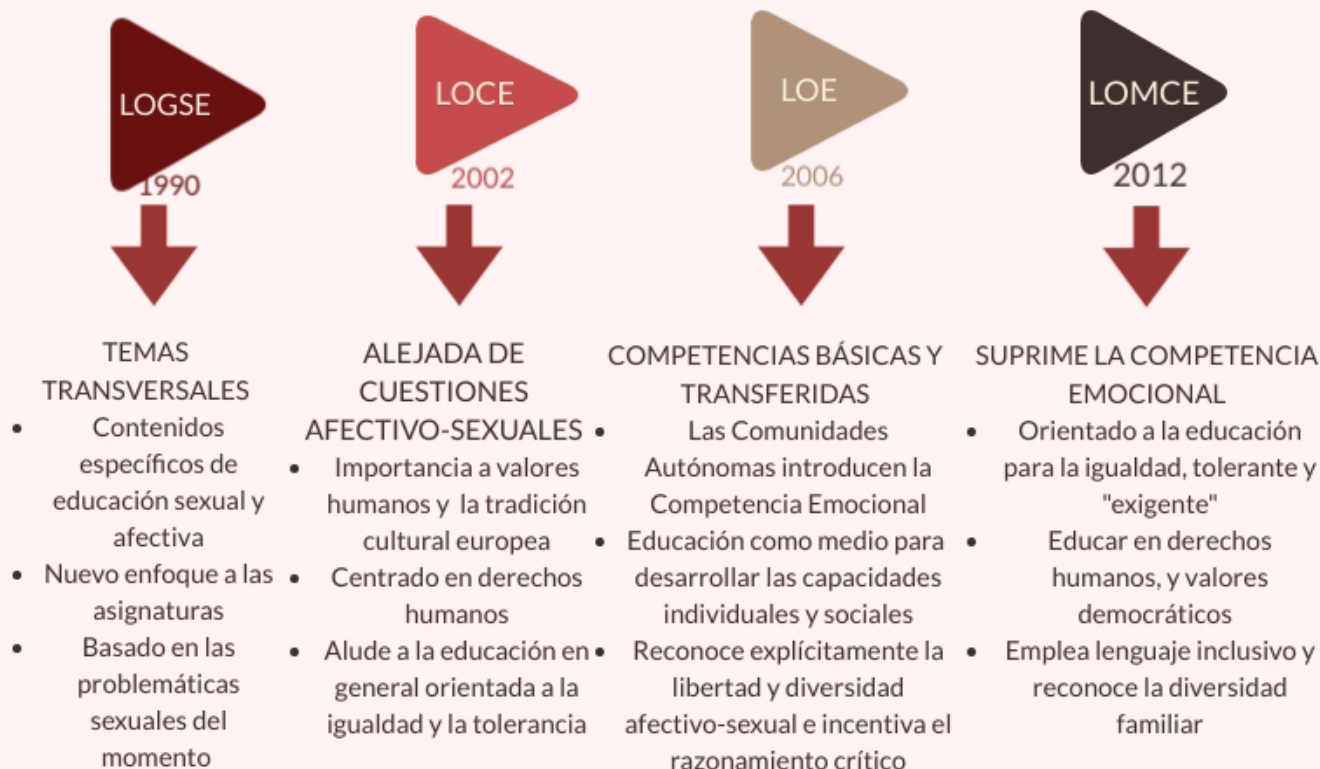 LOGSE
1990
TEMAS
TRANSVERSALES
• Contenidos
específicos de
educación sexual y
afectiva
• Nuevo enfoque a las
asignaturas
• Basado en las
problemáticas
sexuales del
momento
LOCE
2002
ALEJADA DE
CUESTIONES
AFECTIVO-SEXUALES
• Importancia a valores
humanos y la tradición
cultural europea
• Centrado en derechos
humanos
• Alude a la educación en
general orientada a la
igualdad y la tolerancia
LOE
2006
COMPETENCIAS BÁSICAS Y
TRANSFERIDAS
• Las Comunidades
Autónomas introducen la
Competencia Emocional
• Educación como medio para
desarrollar las capacidades
individuales y sociales
• Reconoce explícitamente la
libertad y diversidad
afectivo-sexual e incentiva el
razonamiento crítico
LOMCE
2012
SUPRIME LA COMPETENCIA
EMOCIONAL
• Orientado a la educación
para la igualdad, tolerante y
"exigente"
• Educar en derechos
humanos, y valores
democráticos
• Emplea lenguaje inclusivo y
reconoce la diversidad
familiar